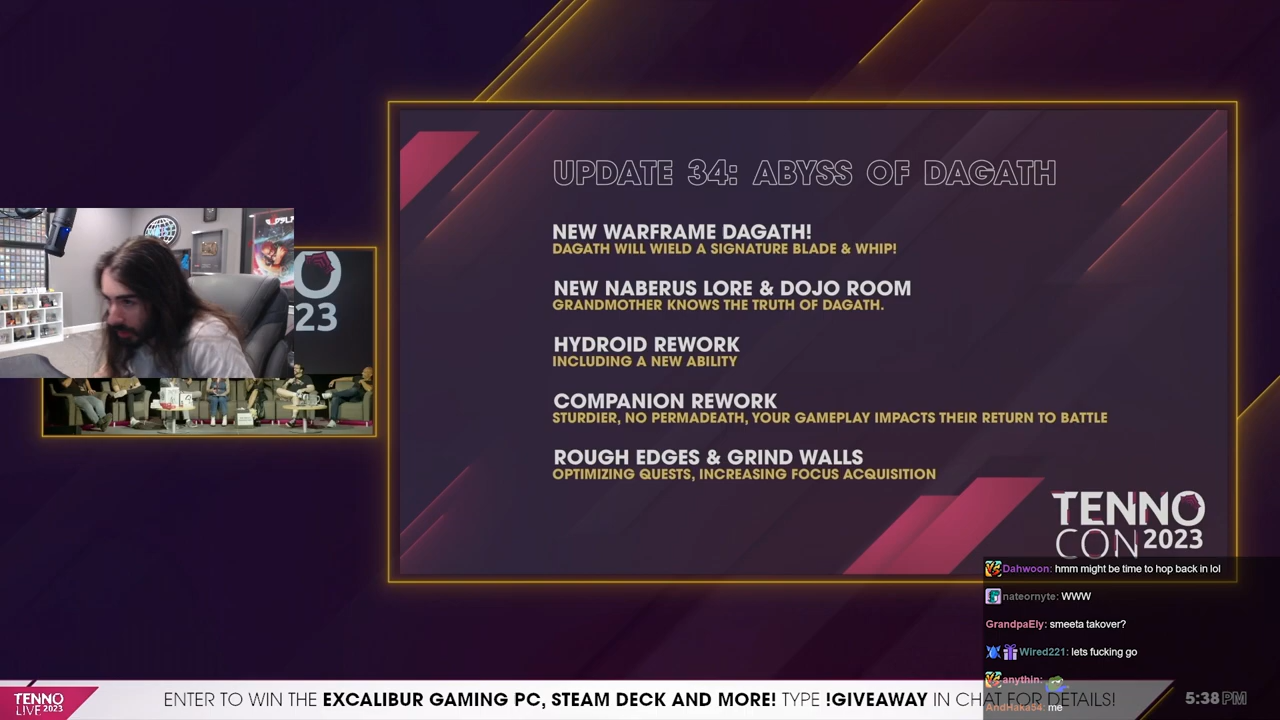 UPDATE 34: ABYSS OF DAGATH
NEW WARFRAME DAGATH!
DAGATH WILL WIELD A SIGNATURE BLADE & WHIP!
NEW NABERUS LORE & DOJO ROOM
GRANDMOTHER KNOWS THE TRUTH OF DAGATH.
HYDROID REWORK
INCLUDING A NEW ABILITY
COMPANION REWORK
STURDIER, NO PERMADEATH, YOUR GAMEPLAY IMPACTS THEIR RETURN TO BATTLE
ROUGH EDGES & GRIND WALLS
OPTIMIZING QUESTS, INCREASING FOCUS ACQUISITION
TENNO
CON 2023
O
23
Dahwoon: hmm might be time to hop back in lol
nateornyte: WWW
GrandpaEly: smeeta takover?
Wired221: lets fucking go
anythin:
AndHaka54: me
TENNO
LIVE 2023
ENTER TO WIN THE EXCALIBUR GAMING PC, STEAM DECK AND MORE! TYPE !GIVEAWAY IN CHAT FOR DETAILS!
5:38 PM